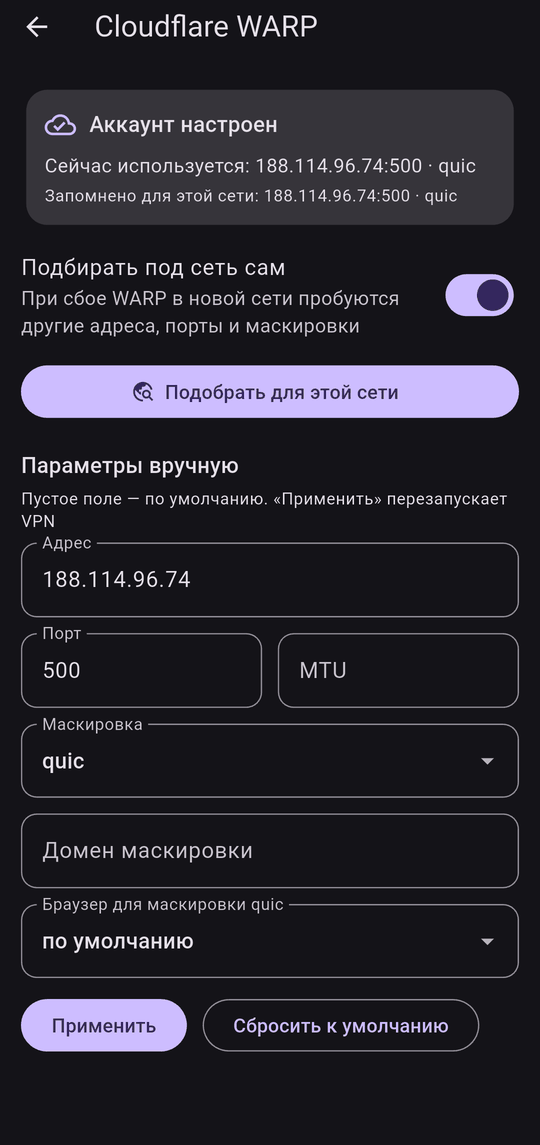 Cloudflare WARP
Аккаунт настроен
Сейчас используется: 188.114.96.74:500 · quic
Запомнено для этой сети: 188.114.96.74:500 · quic
Подбирать под сеть сам
При сбое WARP в новой сети пробуются
другие адреса, порты и маскировки
Подобрать для этой сети
Параметры вручную
Пустое поле — по умолчанию. «Применить» перезапускает
VPN
Адрес
188.114.96.74
Порт
500
MTU
Маскировка
quic
Домен маскировки
Браузер для маскировки quic
по умолчанию
Применить
Сбросить к умолчанию